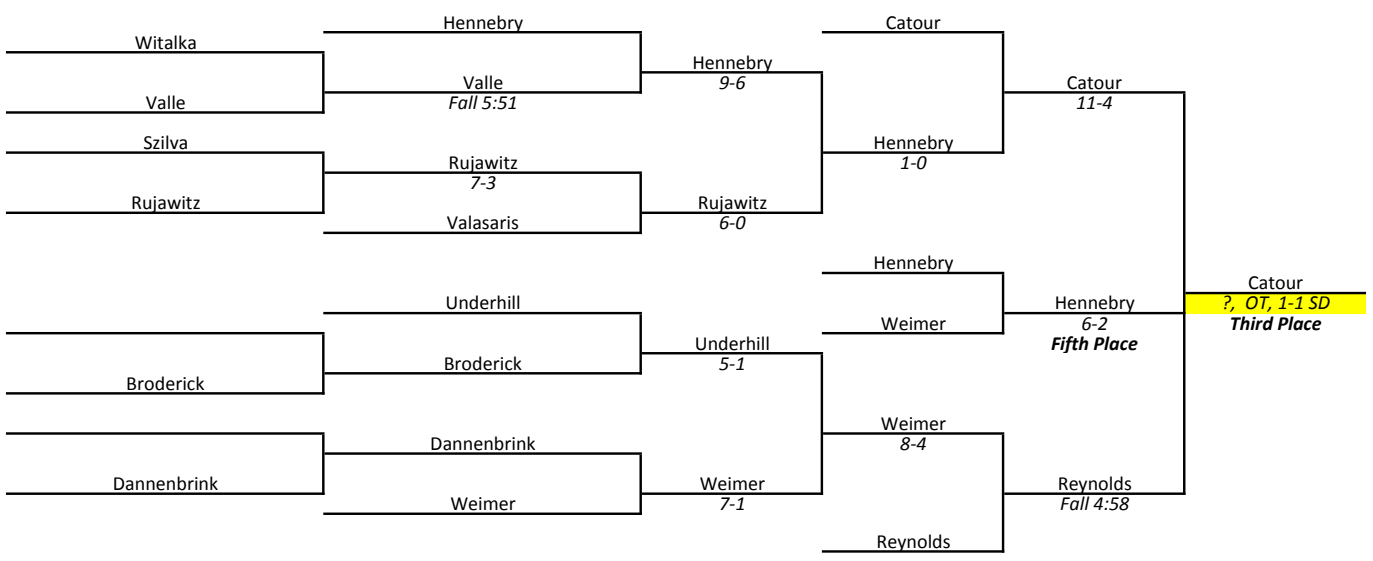 Witalka
Valle
Szilva
Rujawitz
Broderick
Dannenbrink
Hennebry
Valle
Fall 5:51
Rujawitz
7-3
Valasaris
Underhill
Broderick
Dannenbrink
Weimer
Hennebry
9-6
Rujawitz
6-0
Underhill
5-1
Weimer
7-1
Catour
Hennebry
1-0
Hennebry
Weimer
Weimer
8-4
Reynolds
Catour
11-4
Hennebry
6-2
Fifth Place
Reynolds
Fall 4:58
Catour
?, OT, 1-1 SD
Third Place